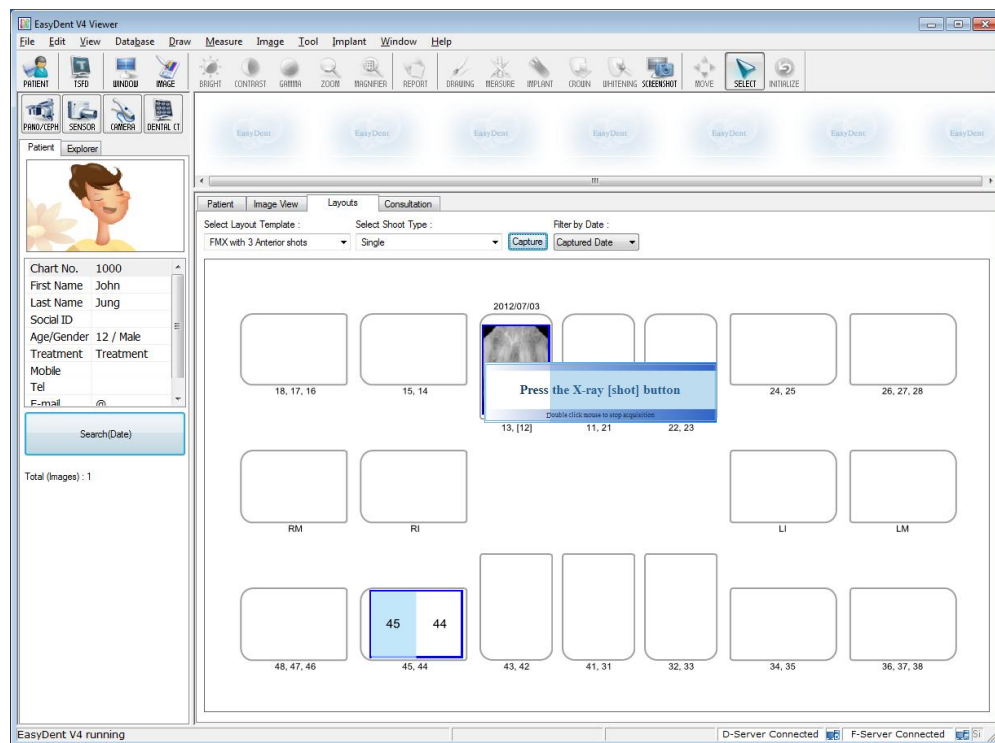 EasyDent V4 Viewer
File Edit View Database Draw Measure Image Tool Implant Window Help
PATIENT TSFD WINDOW IMAGE BRIGHT CONTRAST GAMMA ZOOM MAGNIFIER REPORT DRAWING MEASURE IMPLANT CROWN WHITENING SCREENSHOT MOVE SELECT INITIALIZE
PANO/CEPH SENSOR CAMERA DENTAL CT
EasyDent EasyDent EasyDent EasyDent EasyDent EasyDent EasyDent
Patient Explorer
Patient Image View Layouts Consultation
Select Layout Template : Select Shoot Type : Filter by Date :
FMX with 3 Anterior shots Single Capture Captured Date
Chart No. 1000
First Name John
Last Name Jung
Social ID
Age/Gender 12 / Male
Treatment Treatment
Mobile
Tel
E-mail @
Search(Date)
Total (Images) : 1
2012/07/03
Press the X-ray [shot] button
Double click mouse to stop acquisition
18, 17, 16 15, 14 13, [12] 11, 21 22, 23 24, 25 26, 27, 28
RM RI LI LM
45 44
48, 47, 46 45, 44 43, 42 41, 31 32, 33 34, 35 36, 37, 38
EasyDent V4 running D-Server Connected F-Server Connected Si